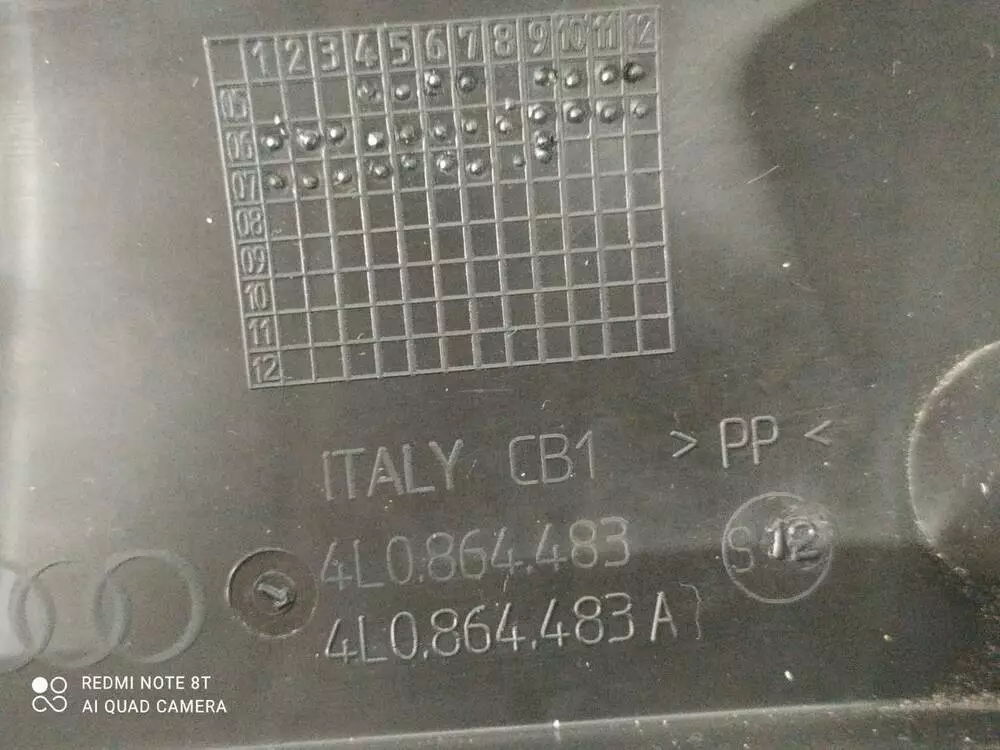 1 2 3 4 5 6 7 8 9 10 11 12
05
06
07
08
09
10
11
12
ITALY CB1 > PP <
4L0.864.483
S 12
4L0.864.483 A}
REDMI NOTE 8T
AI QUAD CAMERA